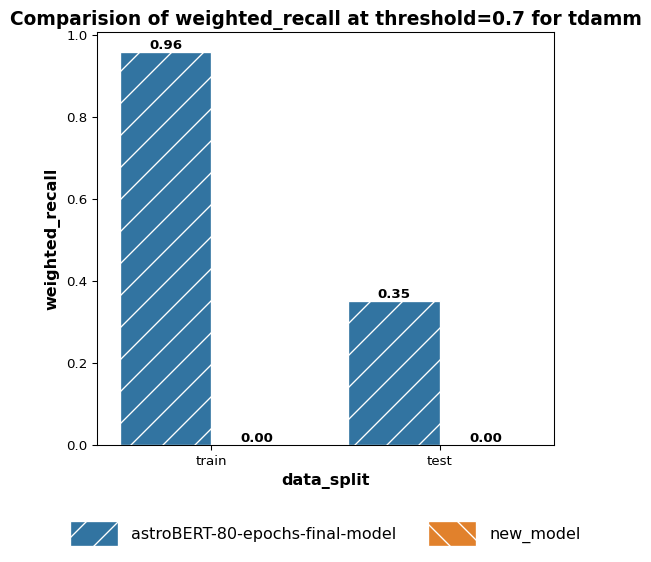 Comparision of weighted_recall at threshold=0.7 for tdamm
1.0
0.8
0.6
0.4
0.2
0.0
weighted_recall
0.96
0.00
0.35
0.00
train
test
data_split
astroBERT-80-epochs-final-model
new_model